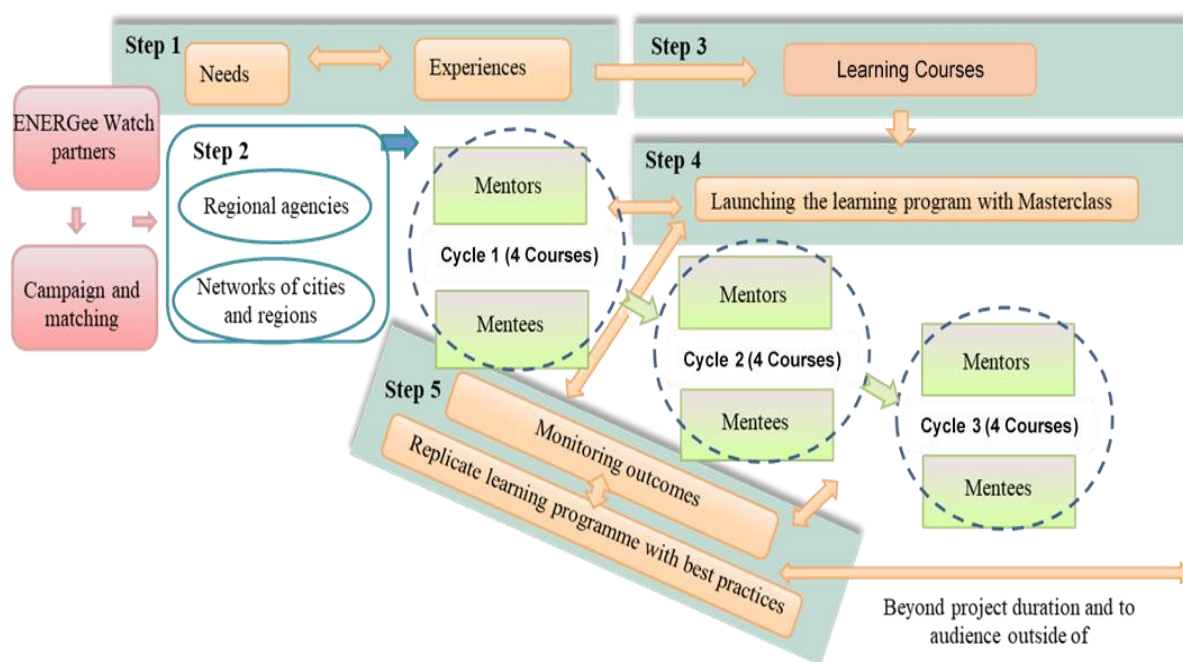 Step 1
Needs
Experiences
Step 3
Learning Courses
ENERGee Watch
partners
Campaign and
matching
Step 2
Regional agencies
Networks of cities
and regions
Mentors
Cycle 1 (4 Courses)
Mentees
Step 4
Launching the learning program with Masterclass
Mentors
Cycle 2 (4 Courses)
Mentees
Mentors
Cycle 3 (4 Courses)
Mentees
Step 5
Monitoring outcomes
Replicate learning programme with best practices
Beyond project duration and to
audience outside of